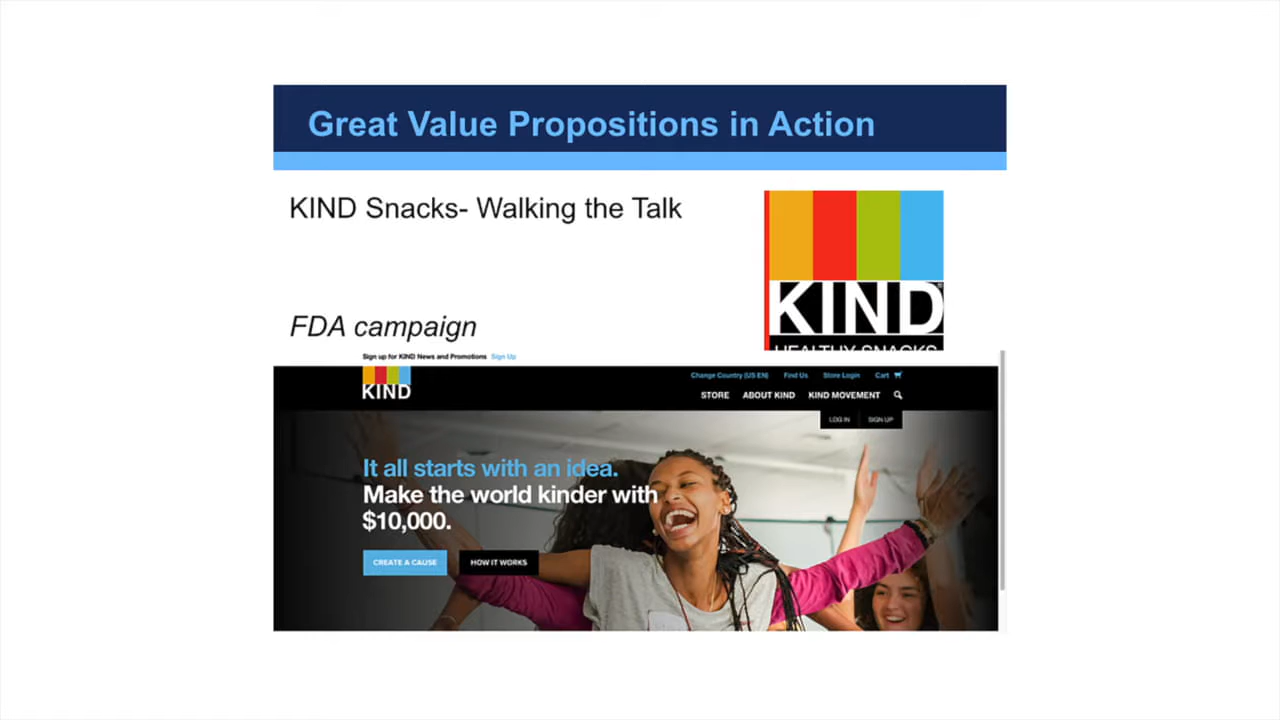 Great Value Propositions in Action
KIND Snacks- Walking the Talk
KIND
®
HEALTHY SNACKS
FDA campaign
Sign up for KIND News and Promotions Sign Up
KIND
Change Country (US EN) Find Us Store Login Cart
STORE ABOUT KIND KIND MOVEMENT
LOG IN SIGN UP
It all starts with an idea.
Make the world kinder with
$10,000.
CREATE A CAUSE HOW IT WORKS